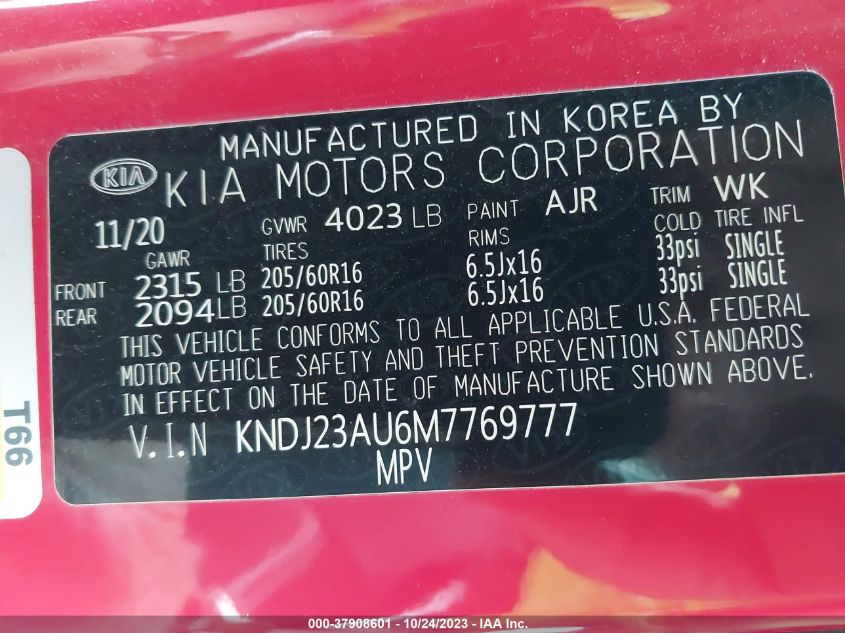 MANUFACTURED IN KOREA BY
KIA KIA MOTORS CORPORATION
11/20 GVWR 4023 LB PAINT AJR TRIM WK
GAWR TIRES RIMS COLD TIRE INFL
FRONT 2315 LB 205/60R16 6.5Jx16 33psi SINGLE
REAR 2094 LB 205/60R16 6.5Jx16 33psi SINGLE
THIS VEHICLE CONFORMS TO ALL APPLICABLE U.S.A. FEDERAL
MOTOR VEHICLE SAFETY AND THEFT PREVENTION STANDARDS
IN EFFECT ON THE DATE OF MANUFACTURE SHOWN ABOVE.
V.I.N KNDJ23AU6M7769777
MPV
T66
000-37908601 - 10/24/2023 - IAA Inc.